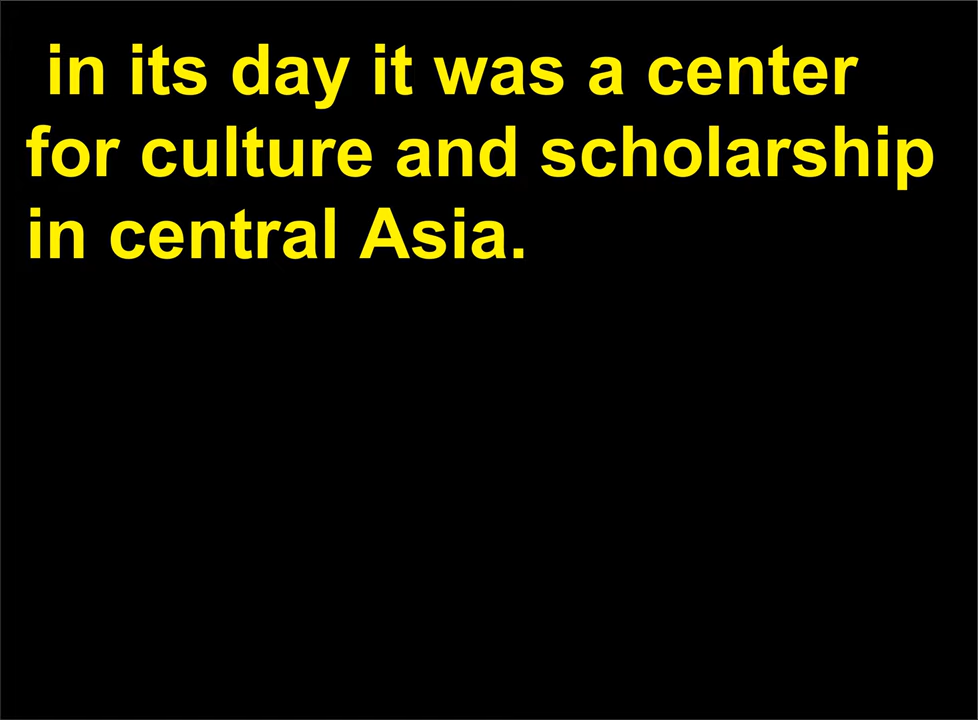 in its day it was a center
for culture and scholarship
in central Asia.